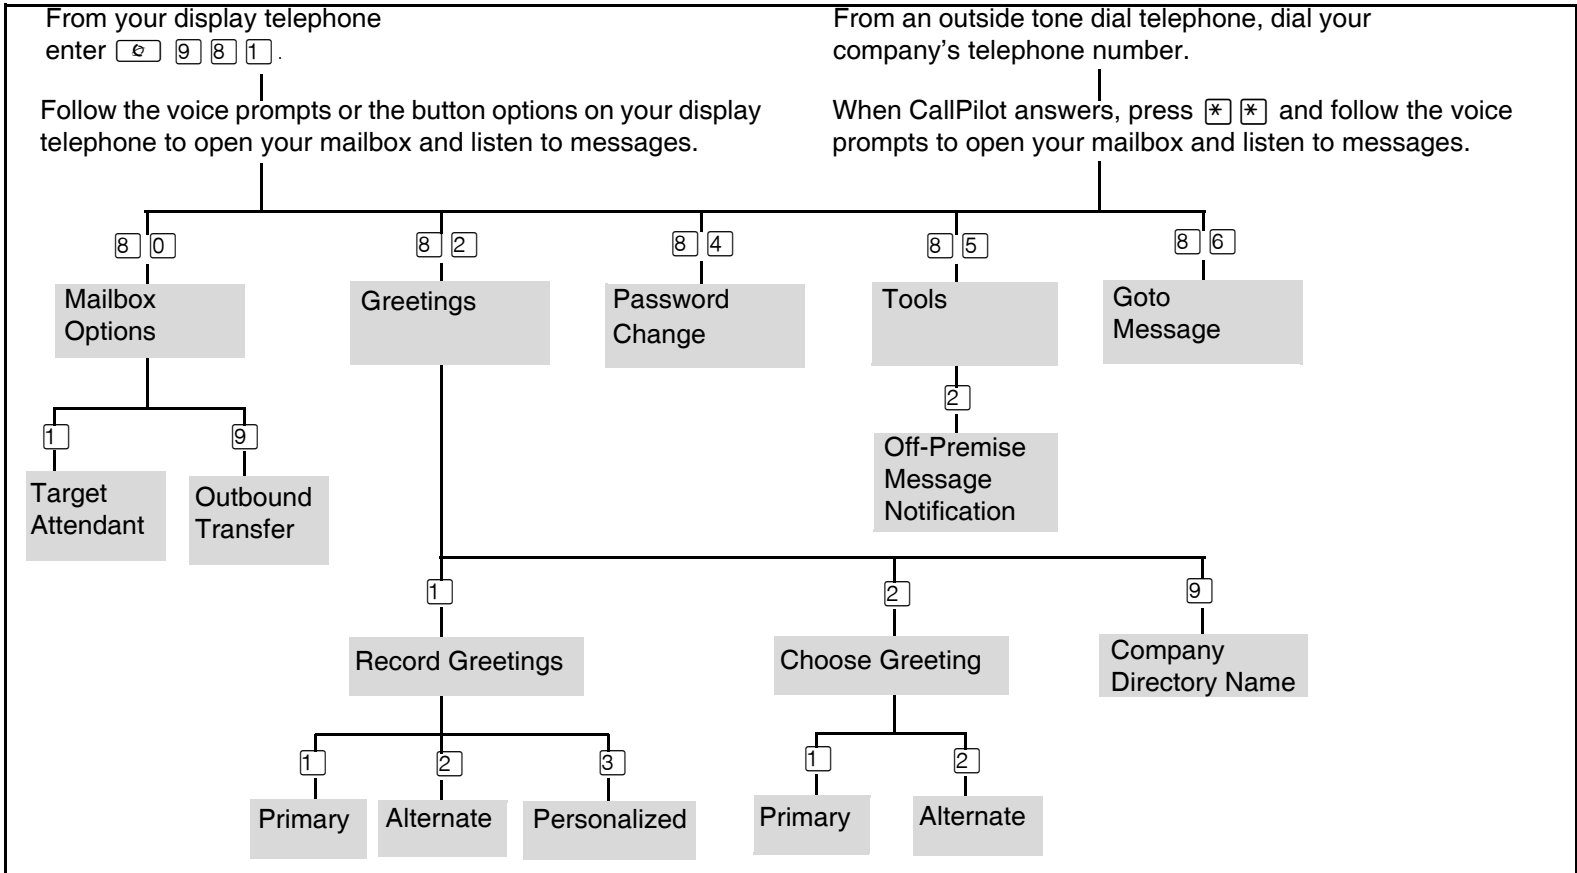 From your display telephone
enter 9 8 1 .
From an outside tone dial telephone, dial your
company's telephone number.
Follow the voice prompts or the button options on your display
telephone to open your mailbox and listen to messages.
When CallPilot answers, press * * and follow the voice
prompts to open your mailbox and listen to messages.
8 0
8 2
8 4
8 5
8 6
Mailbox
Options
Greetings
Password
Change
Tools
Goto
Message
1
9
2
Target
Attendant
Outbound
Transfer
Off-Premise
Message
Notification
1
2
9
Record Greetings
Choose Greeting
Company
Directory Name
1
2
3
1
2
Primary
Alternate
Personalized
Primary
Alternate